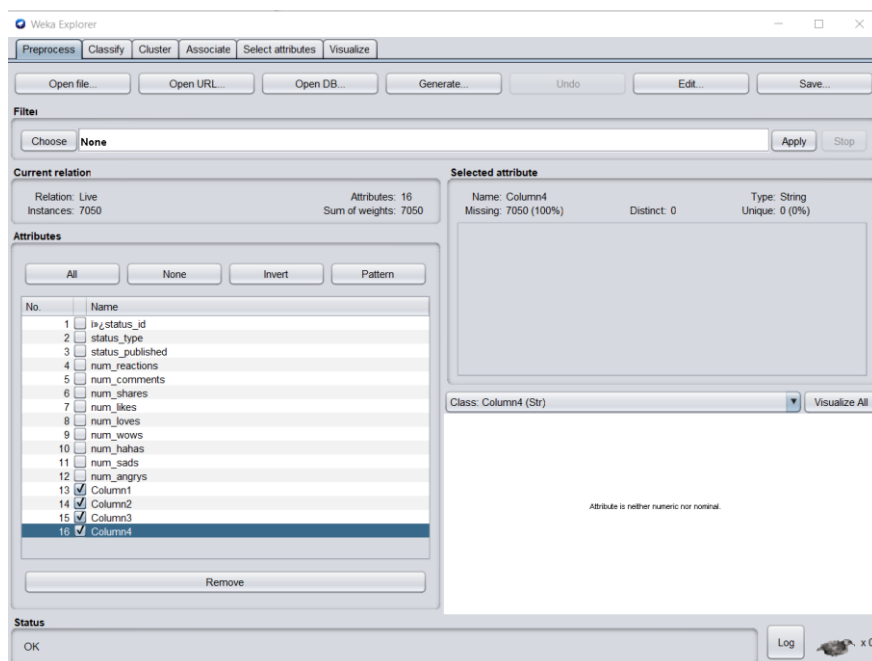 Weka Explorer
Preprocess Classify Cluster Associate Select attributes Visualize
Open file... Open URL... Open DB... Generate... Undo Edit... Save...
Filter
Choose None Apply Stop
Current relation
Relation: Live Attributes: 16
Instances: 7050 Sum of weights: 7050
Selected attribute
Name: Column4 Type: String
Missing: 7050 (100%) Distinct: 0 Unique: 0 (0%)
Attributes
All None Invert Pattern
No. Name
1 ï»¿status_id
2 status_type
3 status_published
4 num_reactions
5 num_comments
6 num_shares
7 num_likes
8 num_loves
9 num_wows
10 num_hahas
11 num_sads
12 num_angrys
13 Column1
14 Column2
15 Column3
16 Column4
Remove
Class: Column4 (Str) Visualize All
Attribute is neither numeric nor nominal.
Status
OK
Log x 0